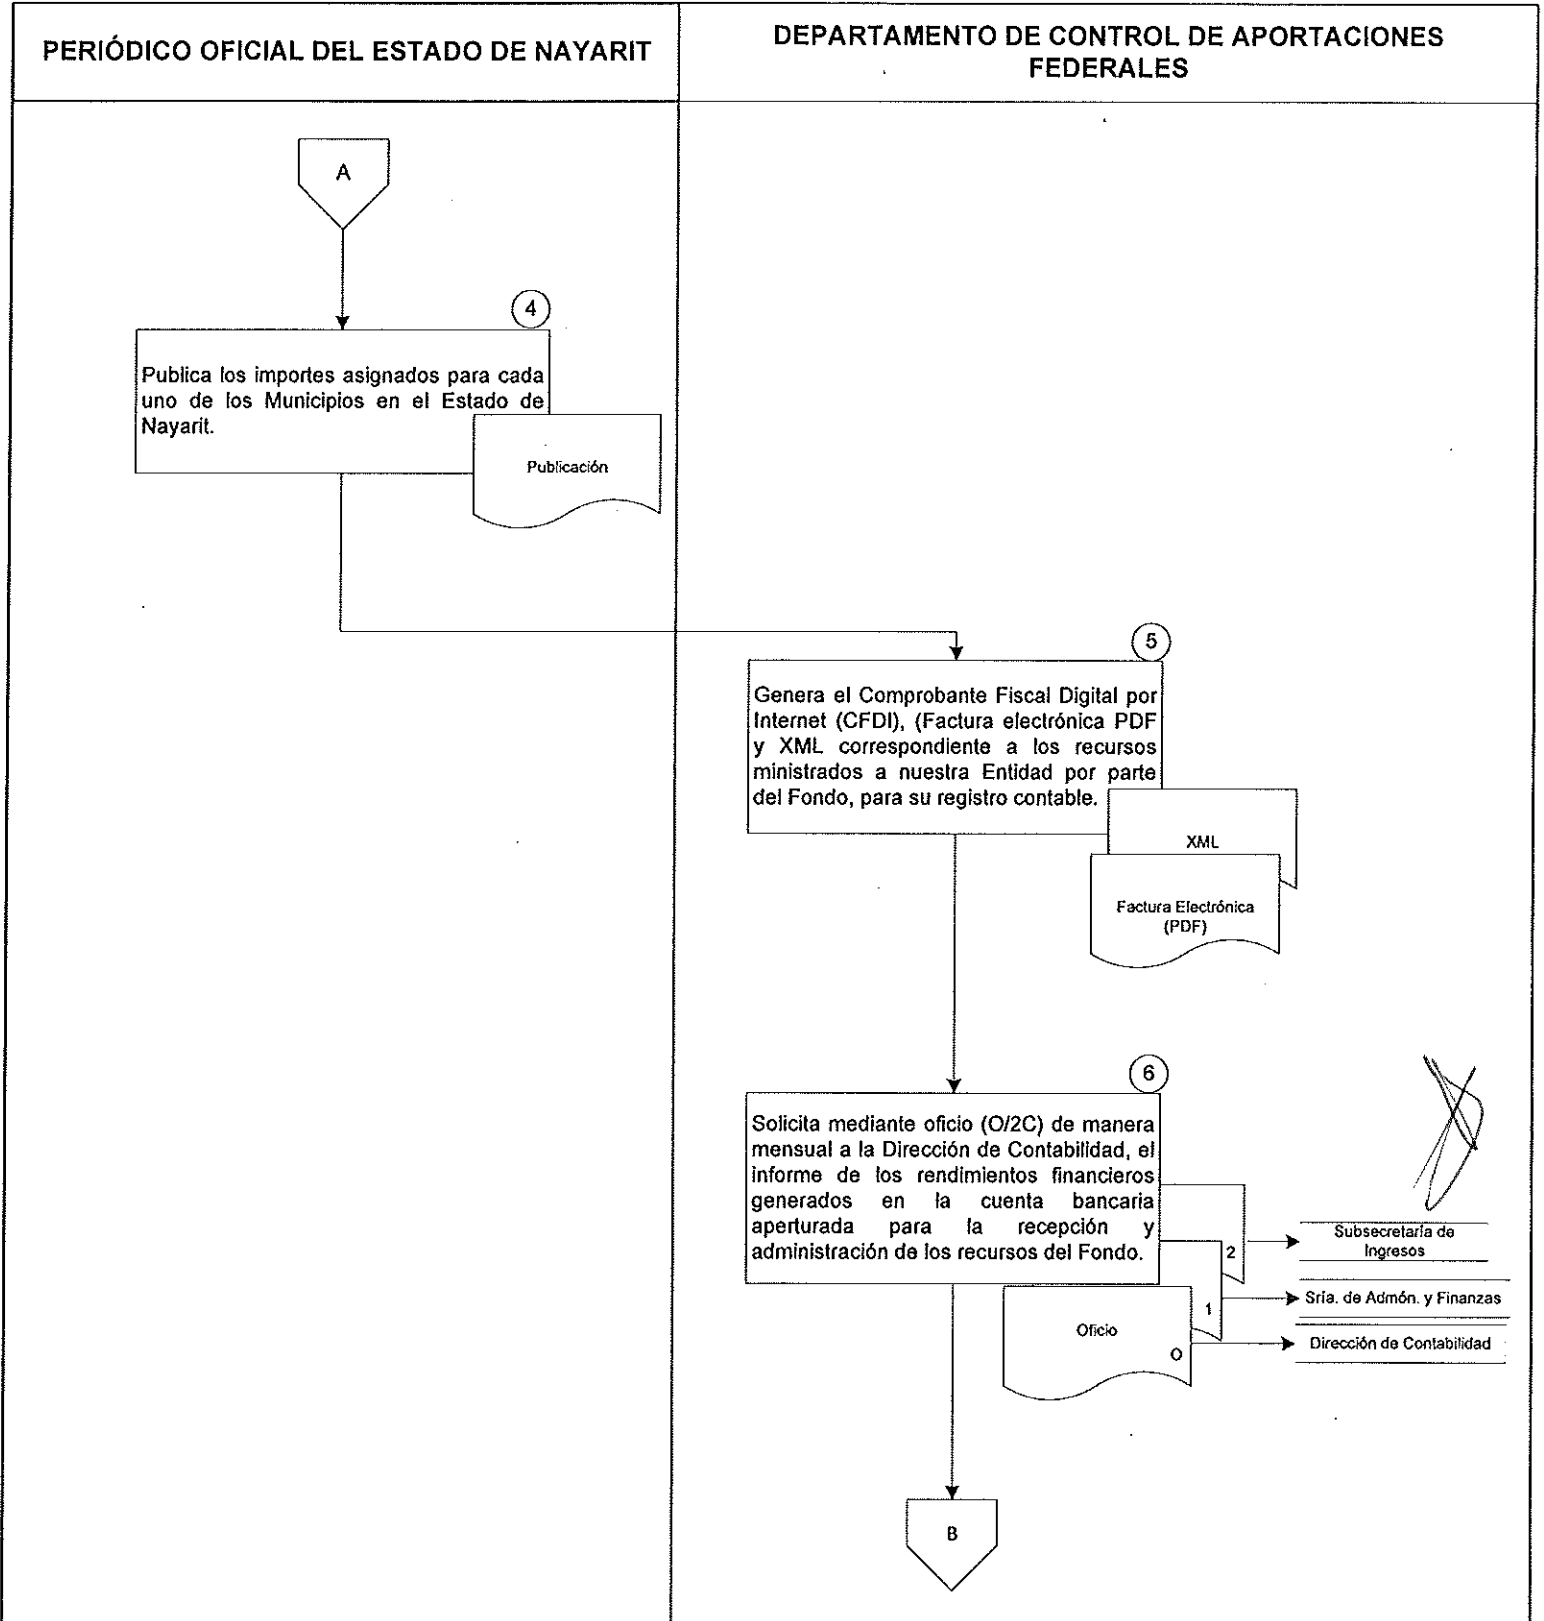 PERIÓDICO OFICIAL DEL ESTADO DE NAYARIT
DEPARTAMENTO DE CONTROL DE APORTACIONES
FEDERALES
A
4
Publica los importes asignados para cada
uno de los Municipios en el Estado de
Nayarit.
Publicación
5
Genera el Comprobante Fiscal Digital por
Internet (CFDI), (Factura electrónica PDF
y XML correspondiente a los recursos
ministrados a nuestra Entidad por parte
del Fondo, para su registro contable.
XML
Factura Electrónica
(PDF)
6
Solicita mediante oficio (O/2C) de manera
mensual a la Dirección de Contabilidad, el
informe de los rendimientos financieros
generados en la cuenta bancaria
aperturada para la recepción y
administración de los recursos del Fondo.
2
Subsecretaría de
Ingresos
1
Sría. de Admón. y Finanzas
Oficio
O
Dirección de Contabilidad
B